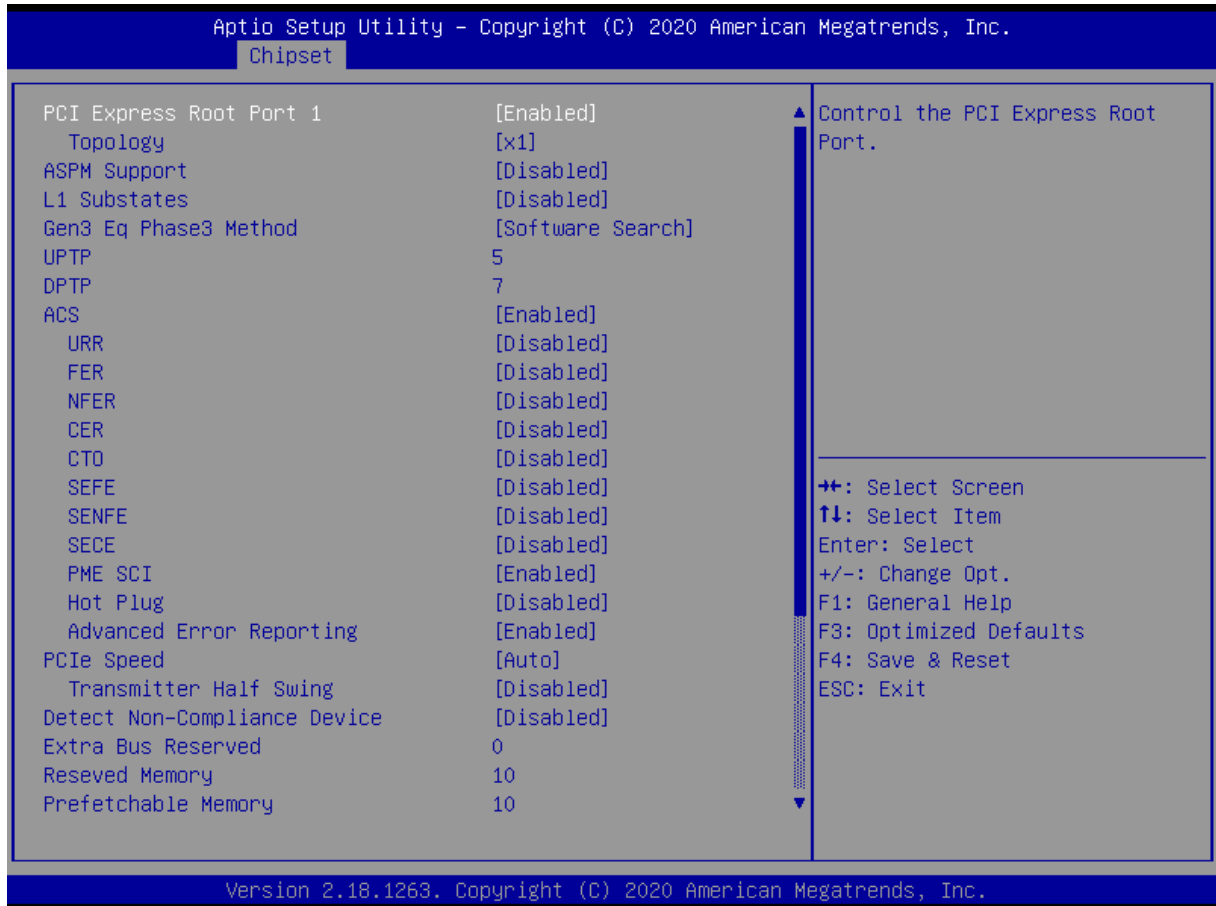 Aptio Setup Utility – Copyright (C) 2020 American Megatrends, Inc.
Chipset
PCI Express Root Port 1 [Enabled]
Topology [x1]
ASPM Support [Disabled]
L1 Substates [Disabled]
Gen3 Eq Phase3 Method [Software Search]
UPTP 5
DPTP 7
ACS [Enabled]
URR [Disabled]
FER [Disabled]
NFER [Disabled]
CER [Disabled]
CTO [Disabled]
SEFE [Disabled]
SENFE [Disabled]
SECE [Disabled]
PME SCI [Enabled]
Hot Plug [Disabled]
Advanced Error Reporting [Enabled]
PCIe Speed [Auto]
Transmitter Half Swing [Disabled]
Detect Non-Compliance Device [Disabled]
Extra Bus Reserved 0
Reseved Memory 10
Prefetchable Memory 10
Control the PCI Express Root
Port.
→←: Select Screen
↑↓: Select Item
Enter: Select
+/-: Change Opt.
F1: General Help
F3: Optimized Defaults
F4: Save & Reset
ESC: Exit
Version 2.18.1263. Copyright (C) 2020 American Megatrends, Inc.